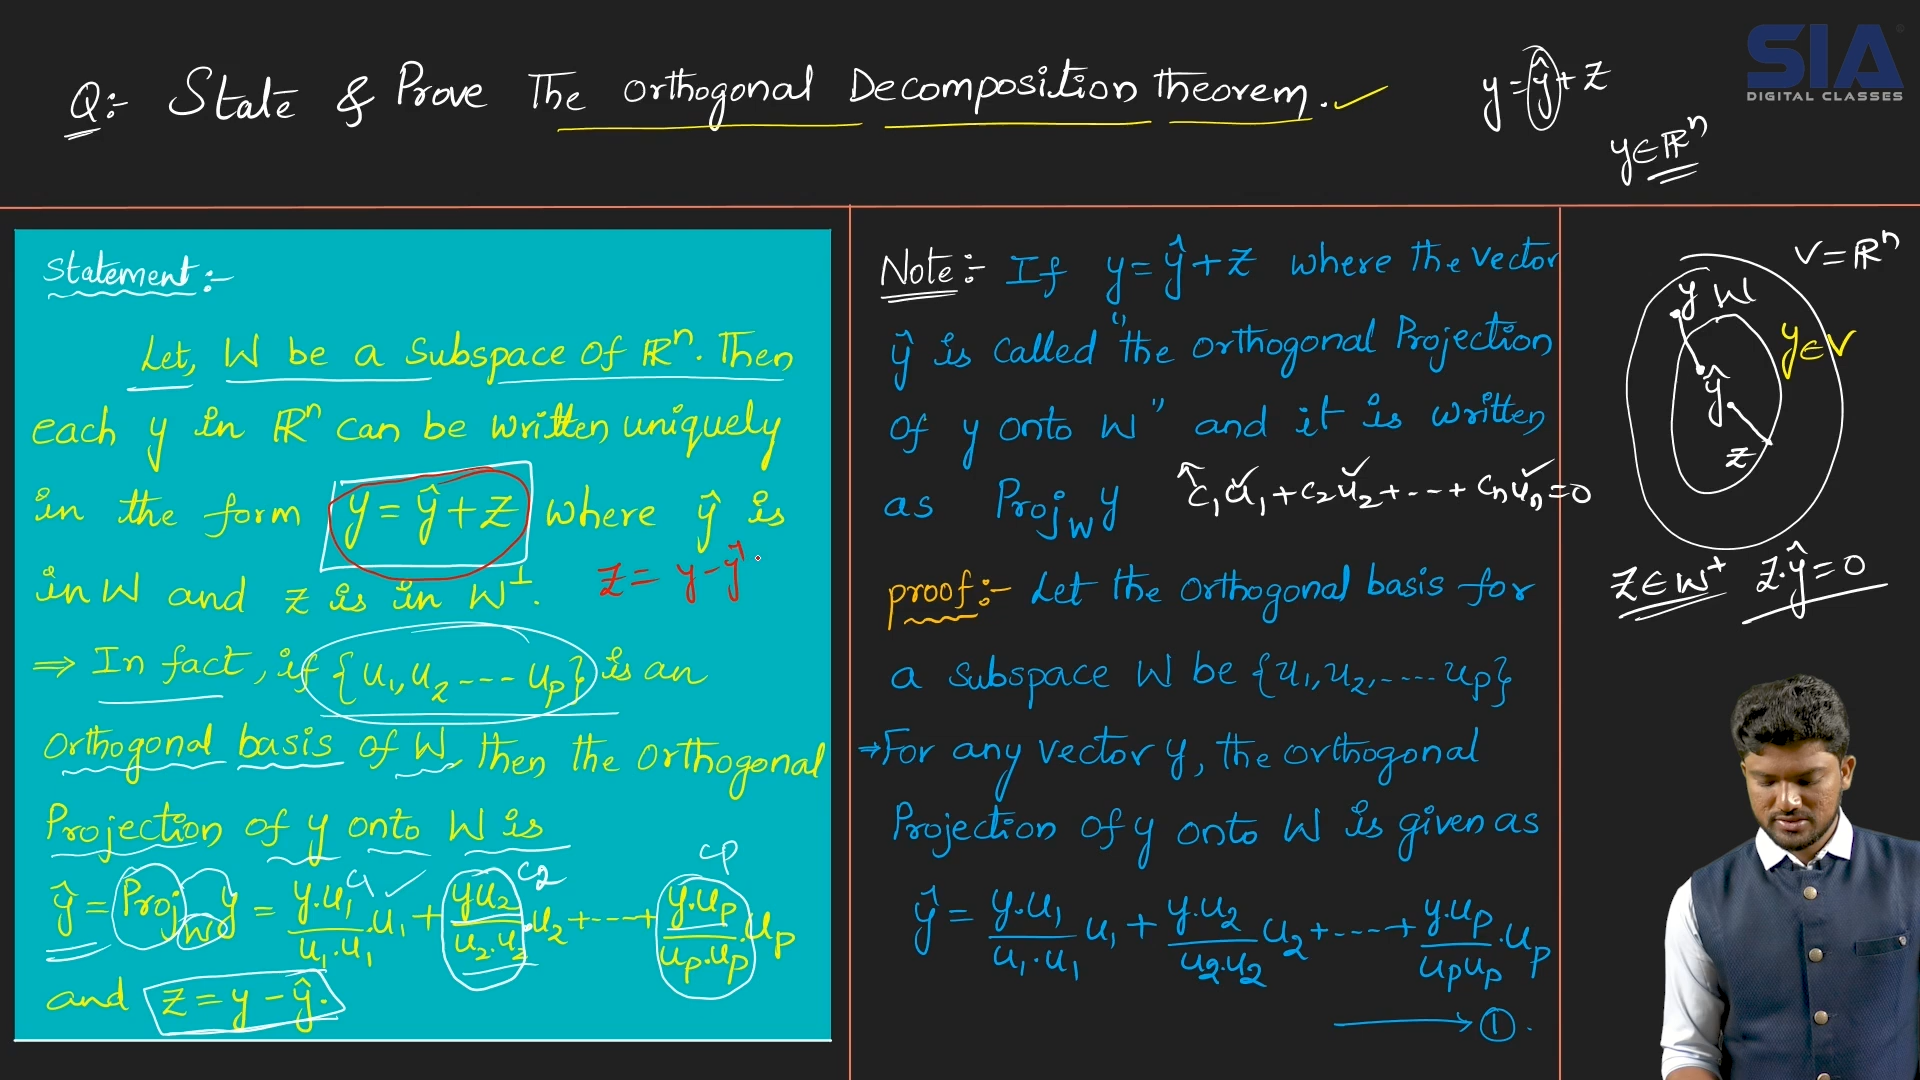 Q:- State & Prove The orthogonal Decomposition theorem.
y = ŷ + z
y ∈ ℝⁿ
SIA
DIGITAL CLASSES
Statement:-
Let, W be a subspace of ℝⁿ. Then
each y in ℝⁿ can be written uniquely
in the form y = ŷ + z where ŷ is
in W and z is in W⊥.
z = y - ŷ
⇒ In fact, if {u₁, u₂ --- uₚ} is an
orthogonal basis of W, then the orthogonal
Projection of y onto W is
c₁ c₂ cp
ŷ = Proj_W y = y.u₁/u₁.u₁ .u₁ + yu₂/u₂.u₂ .u₂ + ---- + y.uₚ/uₚ.uₚ .uₚ
and z = y - ŷ.
Note:- If y = ŷ + z where the vector
ŷ is called "the orthogonal Projection
of y onto W" and it is written
as Proj_W y
c₁u₁ + c₂u₂ + --- + cₙuₙ = 0
proof:- Let the orthogonal basis for
a subspace W be {u₁, u₂, ---- uₚ}
→ For any vector y, the orthogonal
Projection of y onto W is given as
ŷ = y.u₁/u₁.u₁ u₁ + y.u₂/u₂.u₂ u₂ + ---- + y.uₚ/uₚuₚ .uₚ
→ ①.
V = ℝⁿ
y W
y ∈ V
ŷ
z
z ∈ W⁺ z.ŷ = 0